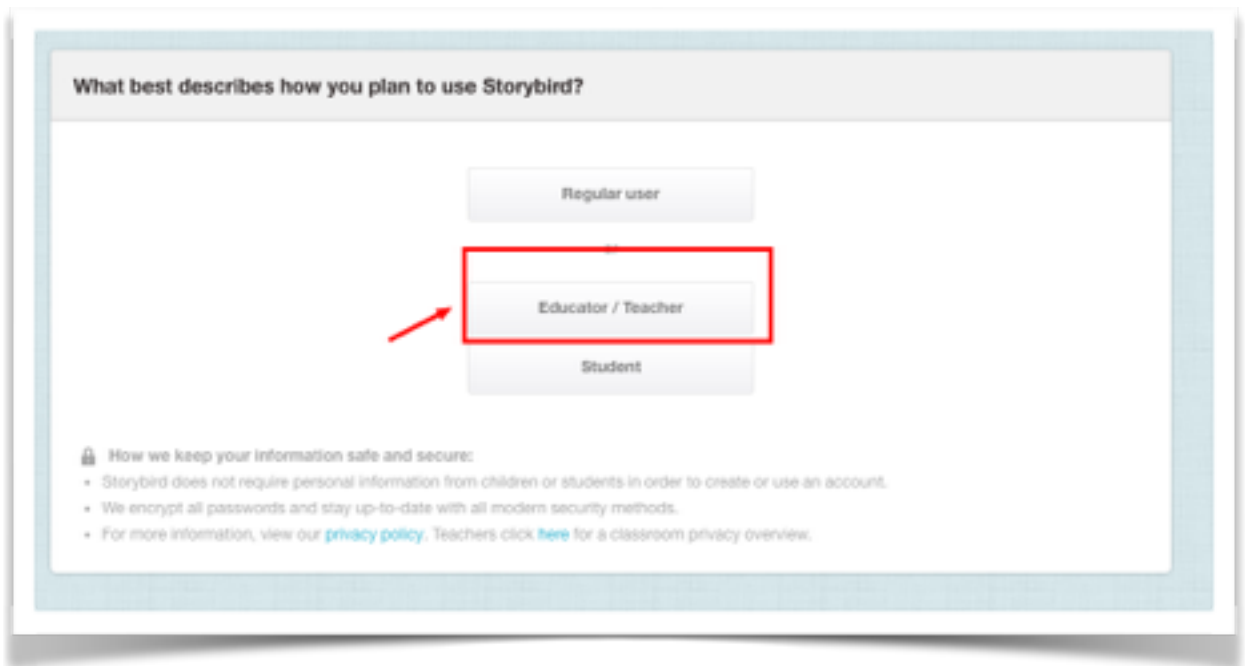 What best describes how you plan to use Storybird?
Regular user
Educator / Teacher
Student
How we keep your information safe and secure:
• Storybird does not require personal information from children or students in order to create or use an account.
• We encrypt all passwords and stay up-to-date with all modern security methods.
• For more information, view our privacy policy. Teachers click here for a classroom privacy overview.